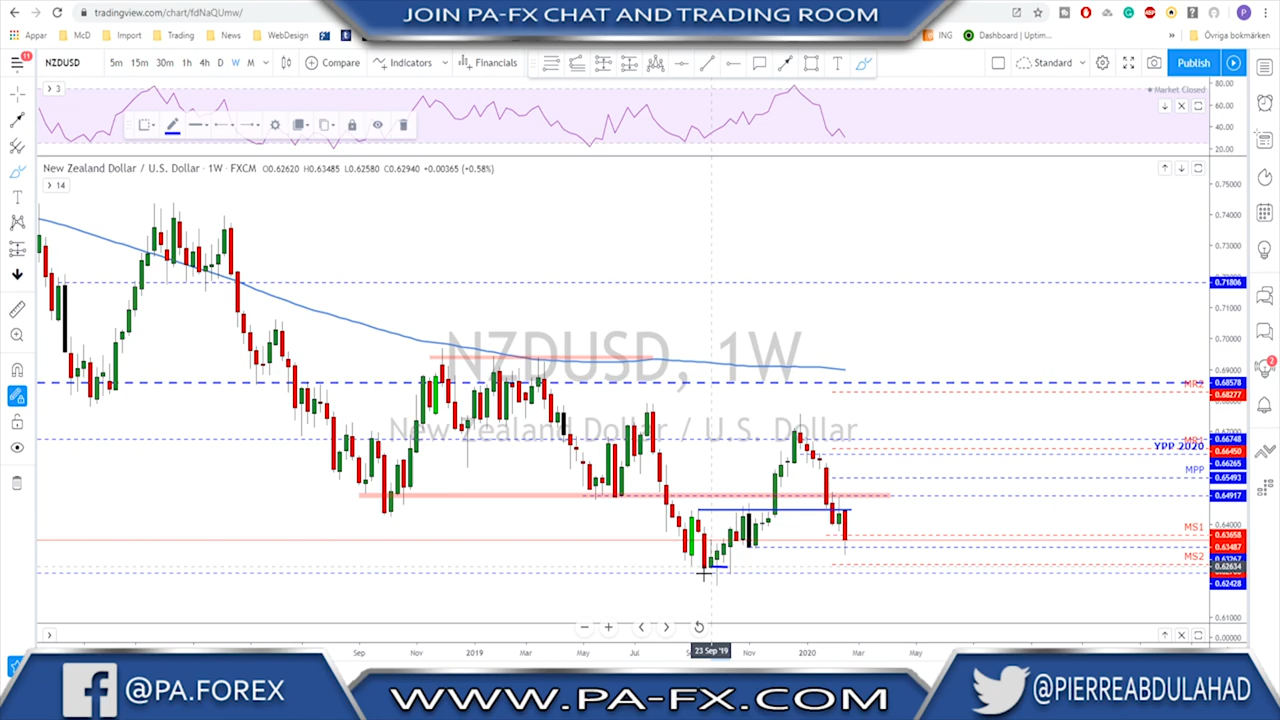 tradingview.com/chart/fdNaQUmw/
JOIN PA-FX CHAT AND TRADING ROOM
Appar McD Import Trading News WebDesign ING Dashboard | Uptim... Övriga bokmärken
11 NZDUSD 5m 15m 30m 1h 4h D W M Compare Indicators Financials Standard Publish
3
Market Closed
80.00
60.00
40.00
20.00
New Zealand Dollar / U.S. Dollar · 1W · FXCM O0.62620 H0.63485 L0.62580 C0.62940 +0.00365 (+0.58%)
14
0.75000
0.74000
0.73000
0.71806
0.71000
0.70000
NZDUSD, 1W
0.69000
MR2 0.68578
0.68277
New Zealand Dollar / U.S. Dollar
0.67000
0.66748
YPP 2020 0.66450
0.66265
MPP 0.65493
0.64917
0.64000
MS1 0.63658
0.63487
MS2
0.62634
0.62428
0.61000
0.00000
Sep Nov 2019 Mar May Jul 23 Sep '19 Nov 2020 Mar May
2
@PA.FOREX
WWW.PA-FX.COM
@PIERREABDULAHAD